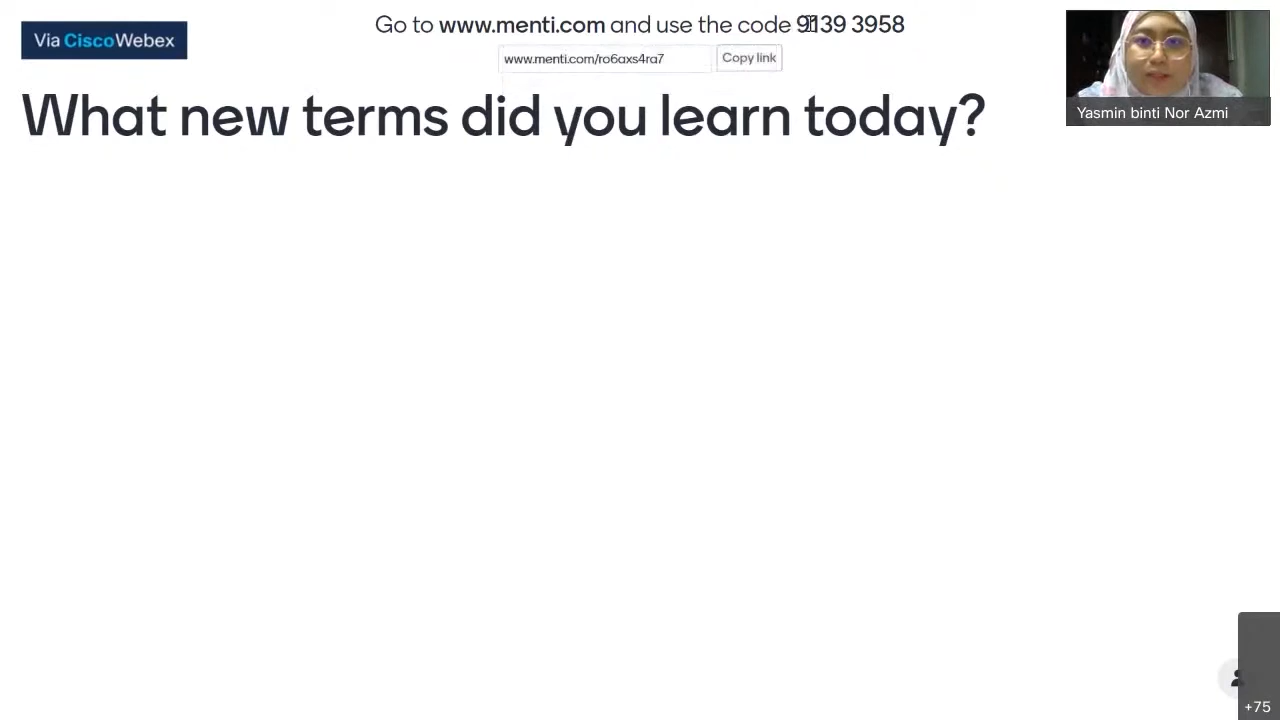 Via CiscoWebex
Go to www.menti.com and use the code 9139 3958
www.menti.com/ro6axs4ra7
Copy link
What new terms did you learn today?
Yasmin binti Nor Azmi
+75